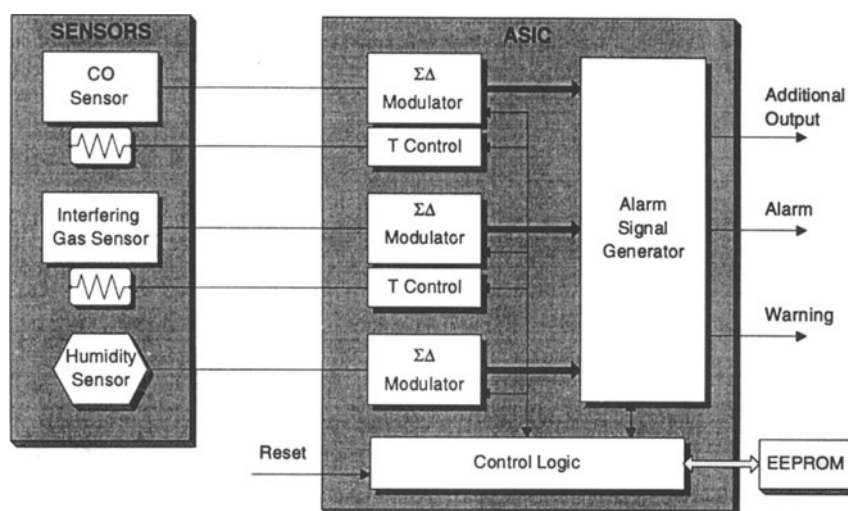 SENSORS
CO
Sensor
Interfering
Gas Sensor
Humidity
Sensor
ASIC
ΣΔ
Modulator
T Control
ΣΔ
Modulator
T Control
ΣΔ
Modulator
Alarm
Signal
Generator
Control Logic
Reset
Additional
Output
Alarm
Warning
EEPROM